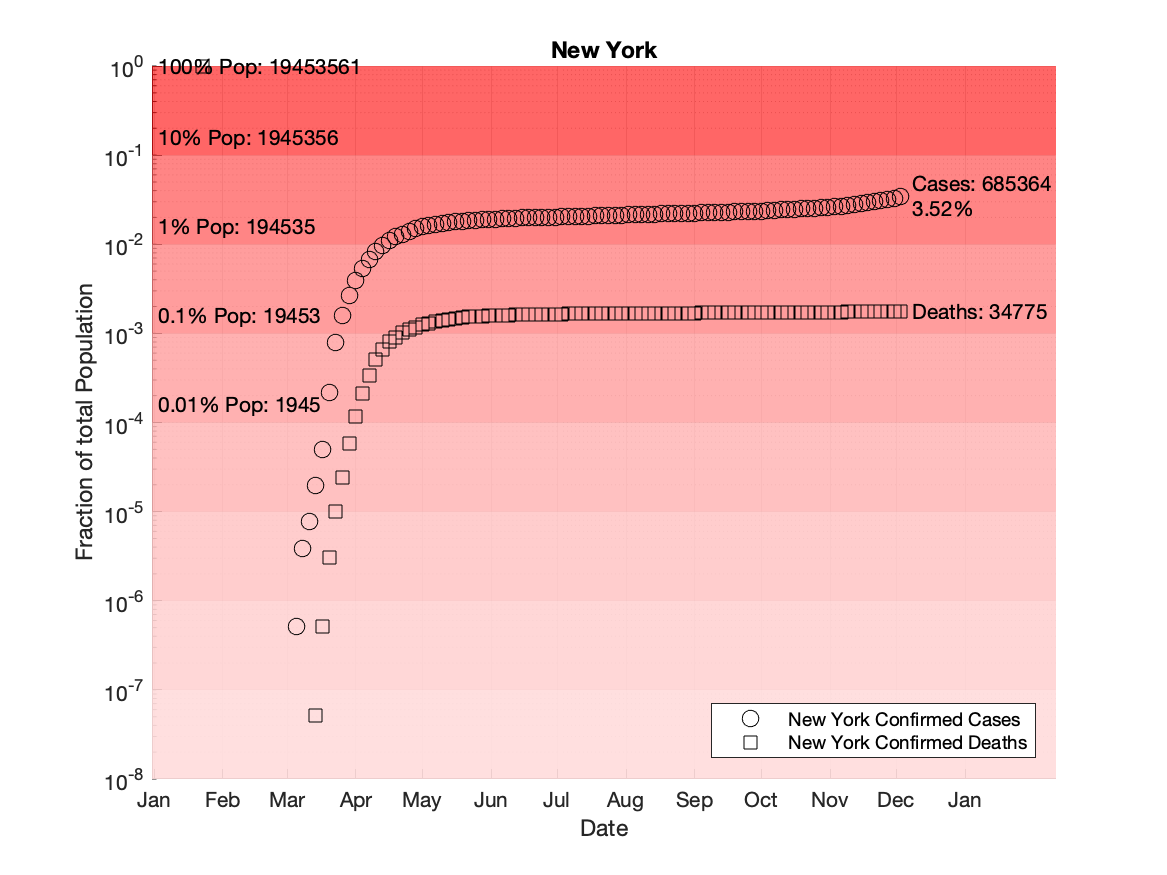 New York
10^0
100% Pop: 19453561
10% Pop: 1945356
10^-1
Cases: 685364
3.52%
1% Pop: 194535
10^-2
0.1% Pop: 19453
Deaths: 34775
10^-3
0.01% Pop: 1945
10^-4
10^-5
10^-6
10^-7
10^-8
Fraction of total Population
New York Confirmed Cases
New York Confirmed Deaths
Jan Feb Mar Apr May Jun Jul Aug Sep Oct Nov Dec Jan
Date